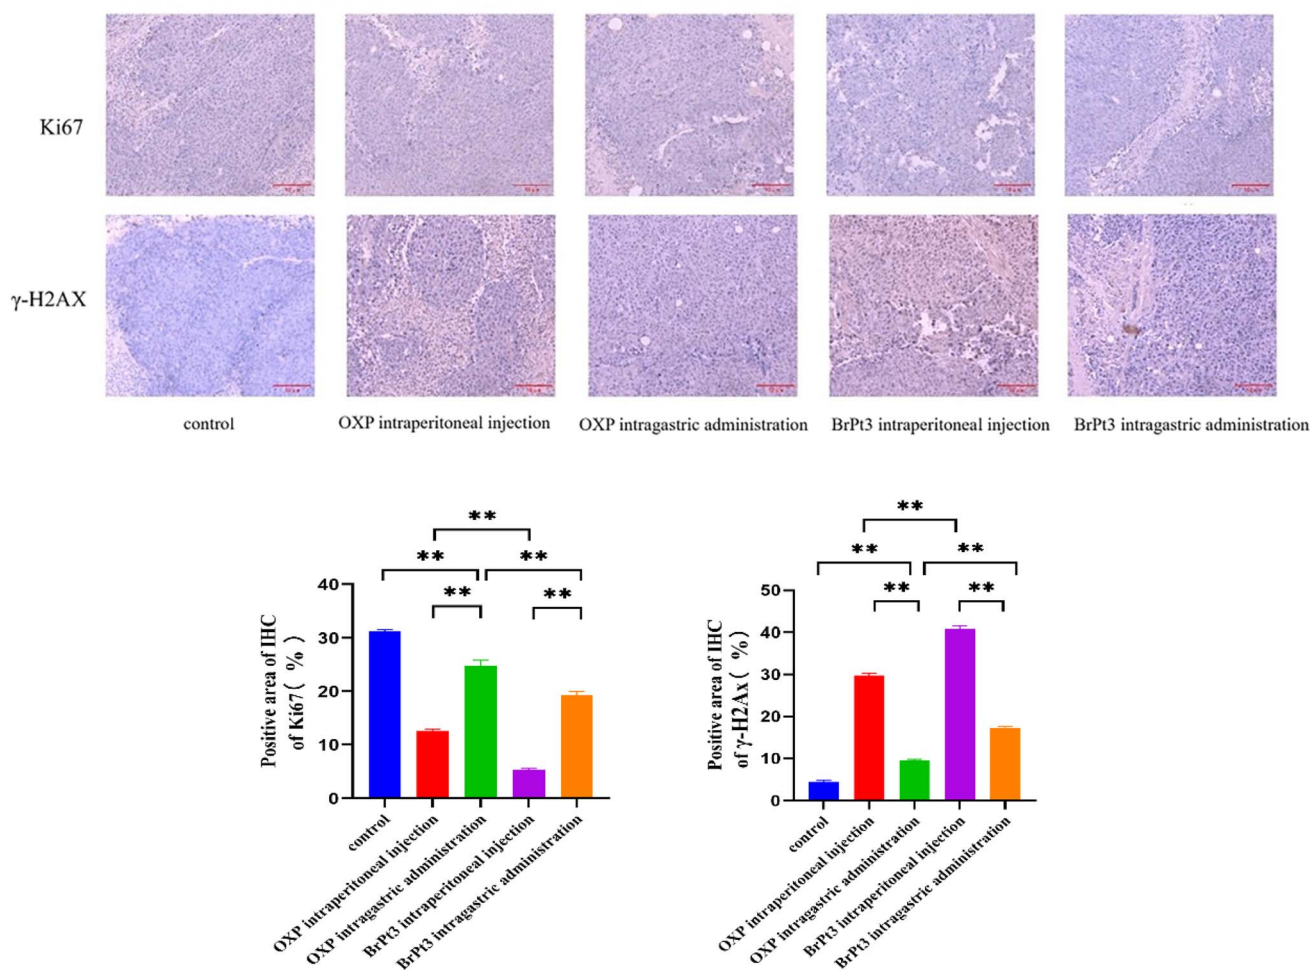 Ki67
γ-H2AX
control
OXP intraperitoneal injection
OXP intragastric administration
BrPt3 intraperitoneal injection
BrPt3 intragastric administration
**
**
**
**
**
Positive area of IHC
of Ki67( % )
40
30
20
10
0
control
OXP intraperitoneal injection
OXP intragastric administration
BrPt3 intraperitoneal injection
BrPt3 intragastric administration
**
**
**
**
**
Positive area of IHC
of γ-H2Ax( % )
50
40
30
20
10
0
control
OXP intraperitoneal injection
OXP intragastric administration
BrPt3 intraperitoneal injection
BrPt3 intragastric administration